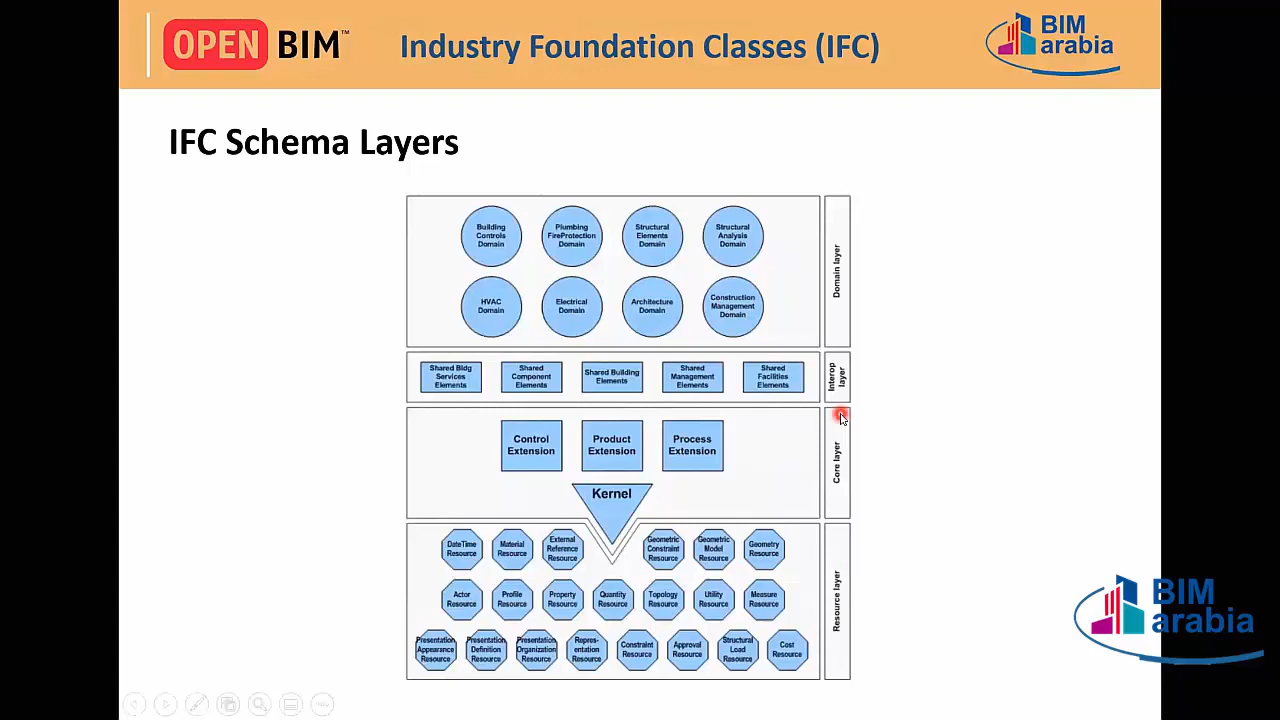 OPEN BIM™
Industry Foundation Classes (IFC)
BIM
arabia
IFC Schema Layers
Building
Controls
Domain
Plumbing
FireProtection
Domain
Structural
Elements
Domain
Structural
Analysis
Domain
HVAC
Domain
Electrical
Domain
Architecture
Domain
Construction
Management
Domain
Domain layer
Shared Bldg
Services
Elements
Shared
Component
Elements
Shared Building
Elements
Shared
Management
Elements
Shared
Facilities
Elements
Interop
layer
Control
Extension
Product
Extension
Process
Extension
Kernel
Core layer
DateTime
Resource
Material
Resource
External
Reference
Resource
Geometric
Constraint
Resource
Geometric
Model
Resource
Geometry
Resource
Actor
Resource
Profile
Resource
Property
Resource
Quantity
Resource
Topology
Resource
Utility
Resource
Measure
Resource
Presentation
Appearance
Resource
Presentation
Definition
Resource
Presentation
Organization
Resource
Repres-
entation
Resource
Constraint
Resource
Approval
Resource
Structural
Load
Resource
Cost
Resource
Resource layer
BIM
arabia